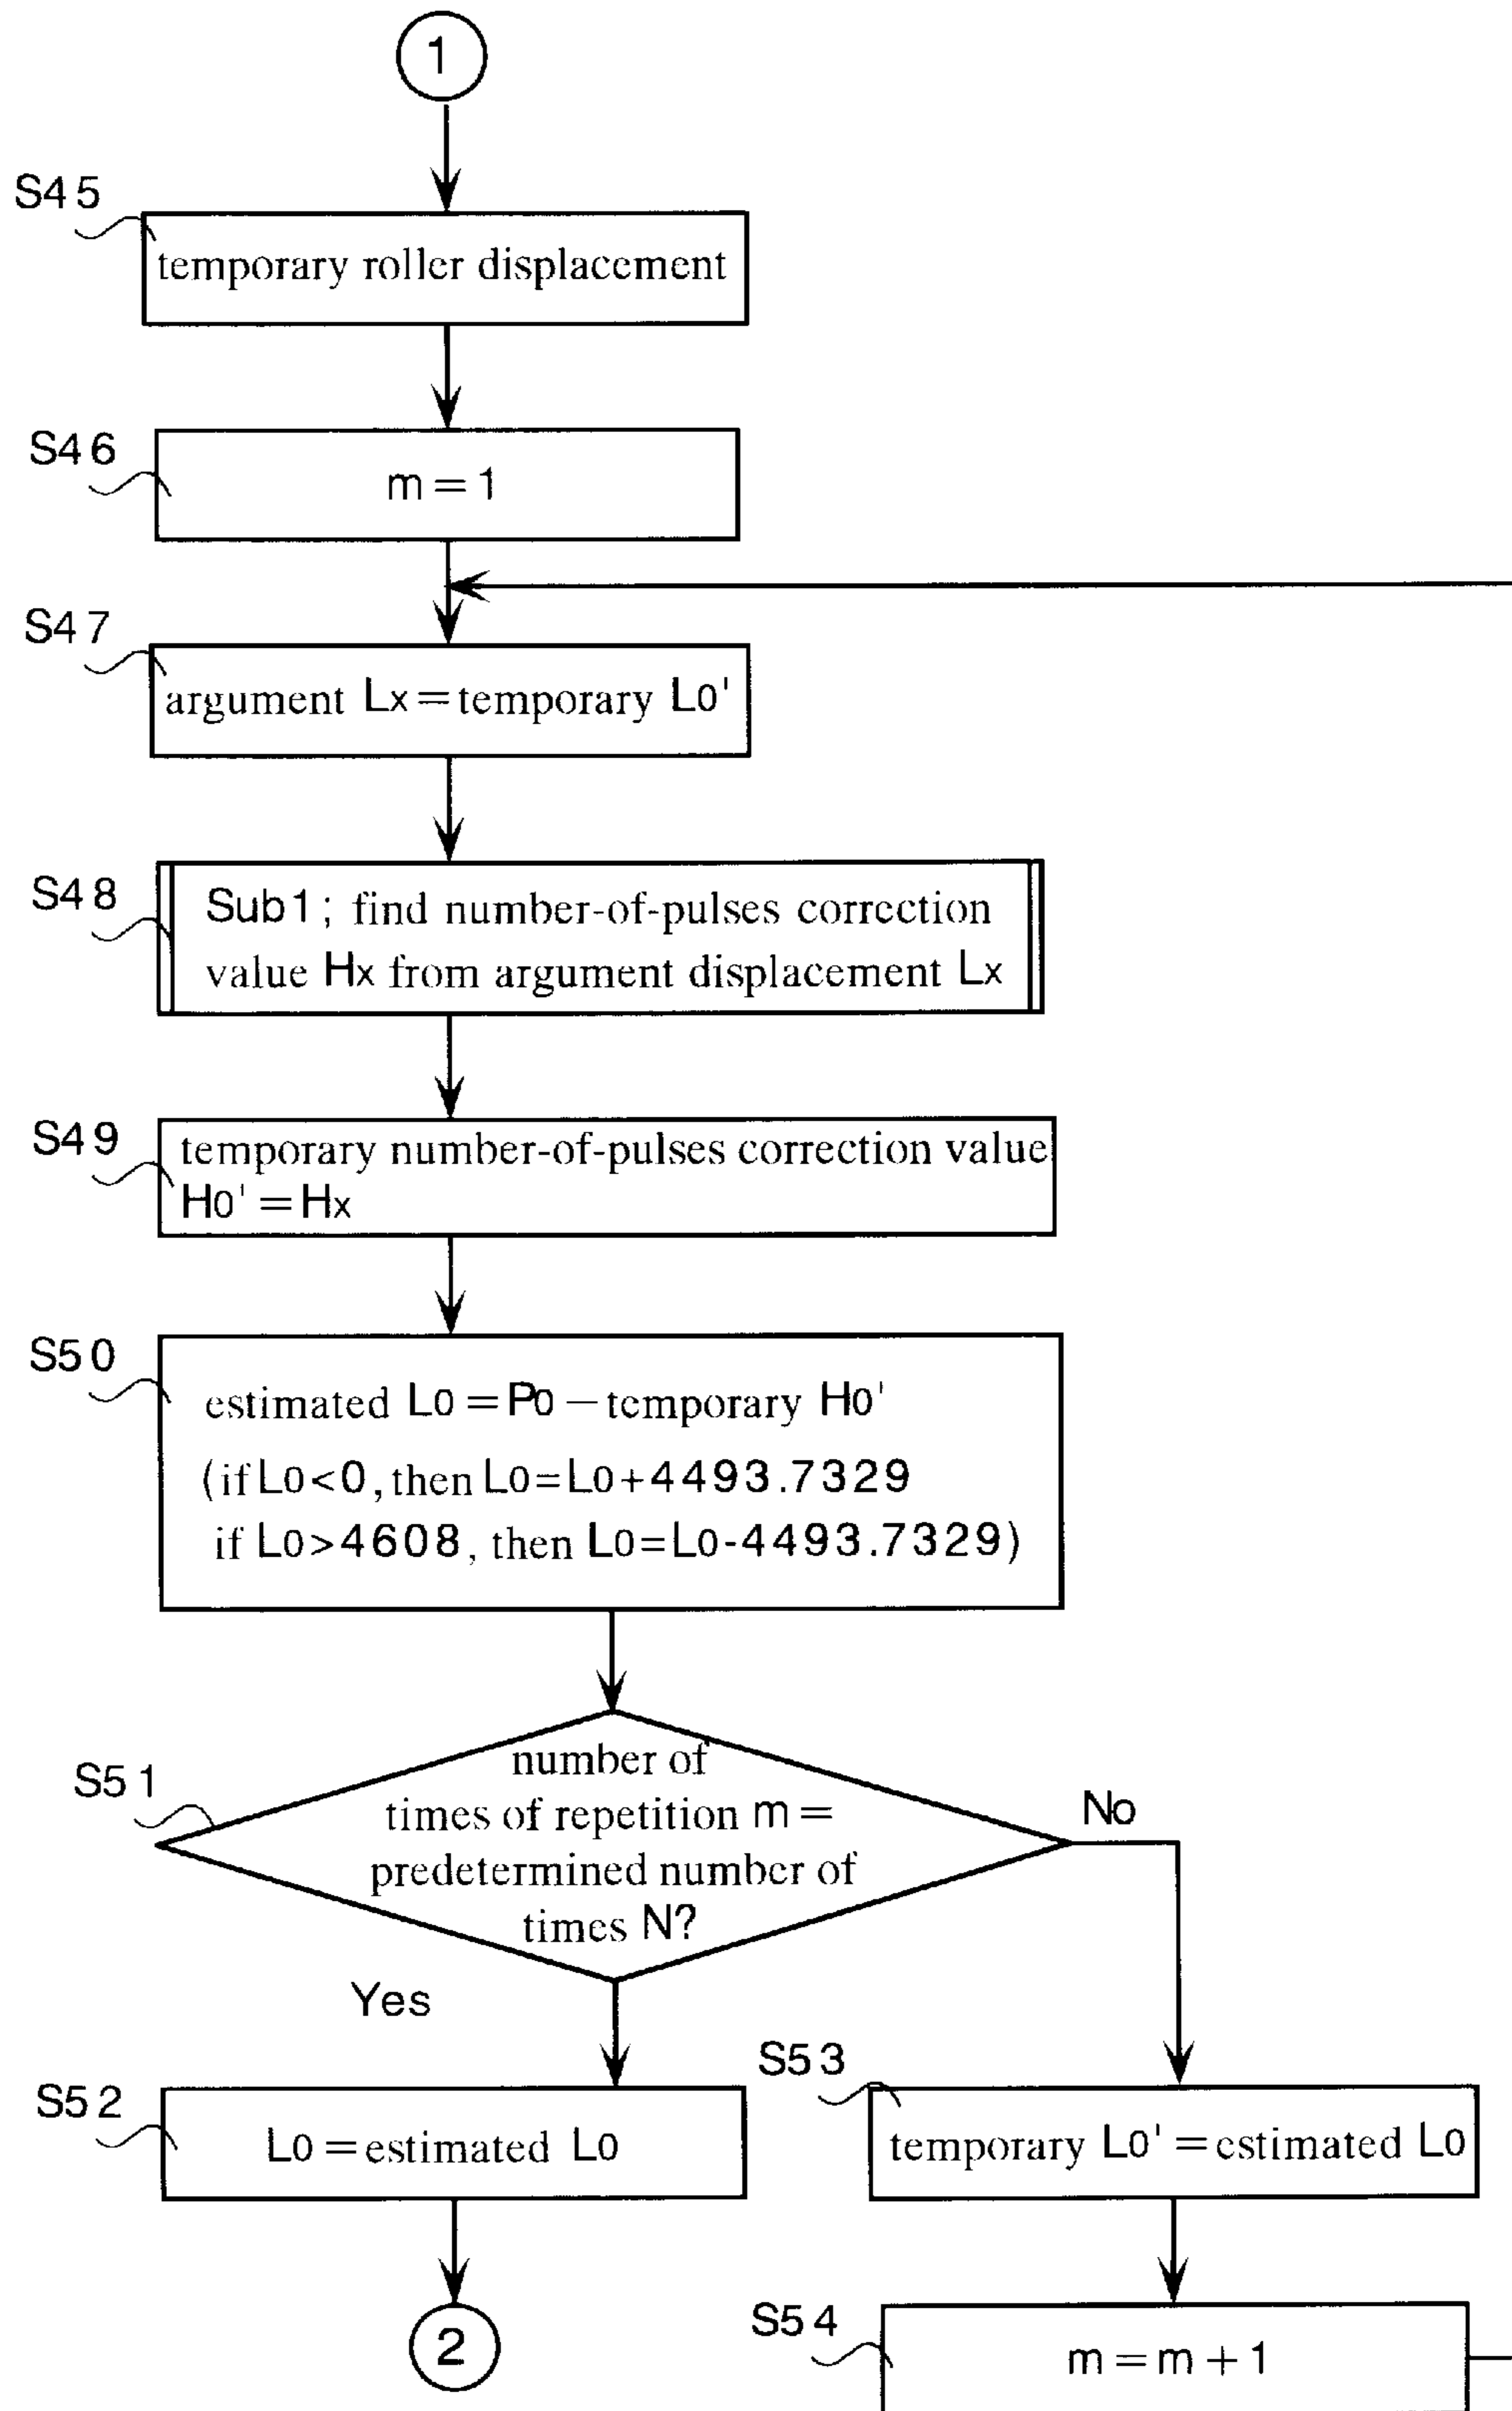 1
S45
temporary roller displacement
S46
m=1
S47
argument Lx=temporary L0'
S48
Sub1; find number-of-pulses correction
value Hx from argument displacement Lx
S49
temporary number-of-pulses correction value
H0'=Hx
S50
estimated L0=P0-temporary H0'
(if L0<0, then L0=L0+4493.7329
if L0>4608, then L0=L0-4493.7329)
S51
number of
times of repetition m=
predetermined number of
times N?
No
Yes
S52
L0=estimated L0
S53
temporary L0'=estimated L0
2
S54
m=m+1